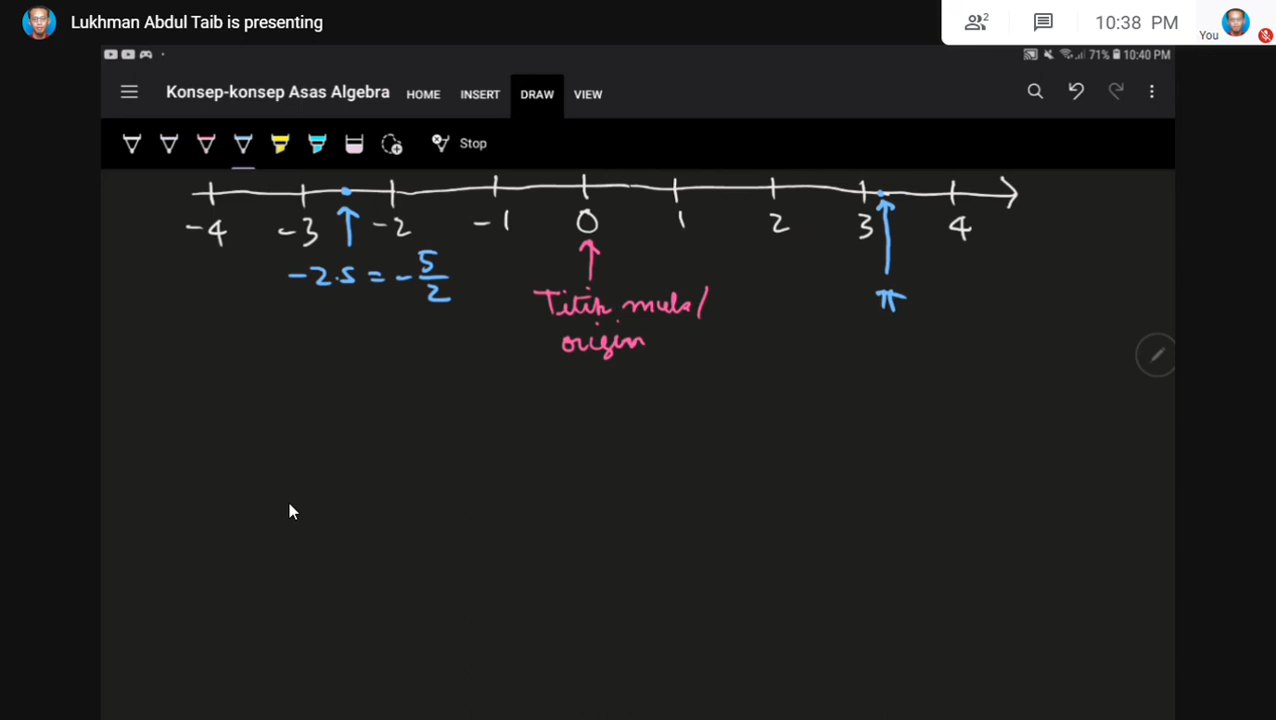 Lukhman Abdul Taib is presenting
2
10:38 PM
You
71% 10:40 PM
Konsep-konsep Asas Algebra HOME INSERT DRAW VIEW
Stop
-4 -3 -2 -1 0 1 2 3 4
-2.5 = -5/2
π
Titik mula/
origin